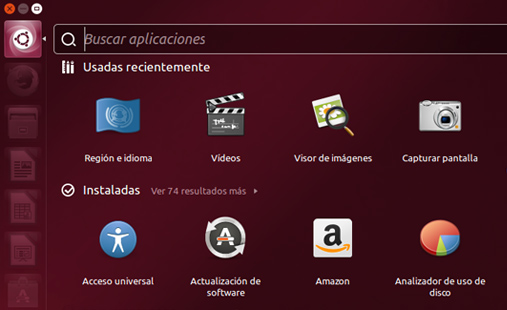 Buscar aplicaciones
Usadas recientemente
Región e idioma
Vídeos
Visor de imágenes
Capturar pantalla
Instaladas
Ver 74 resultados más
Acceso universal
Actualización de
software
Amazon
Analizador de uso de
disco